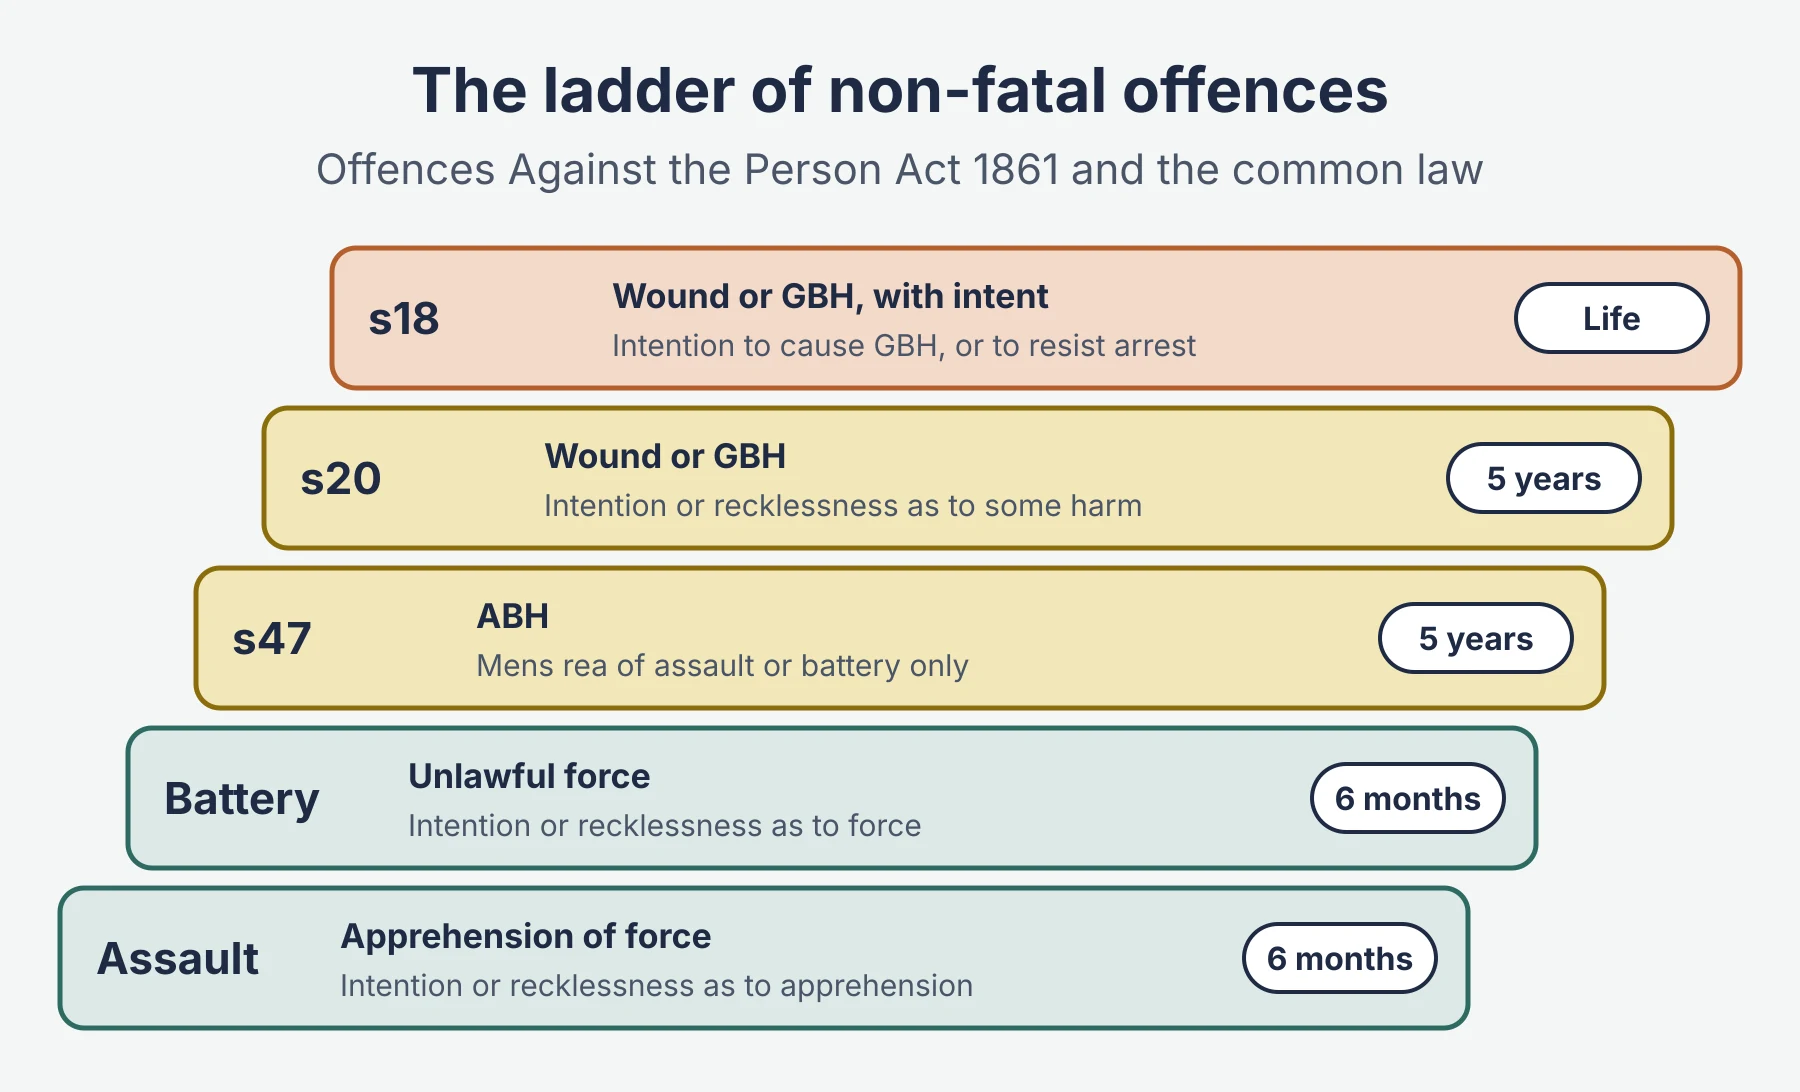 The ladder of non-fatal offences
Offences Against the Person Act 1861 and the common law
s18
Wound or GBH, with intent
Intention to cause GBH, or to resist arrest
Life
s20
Wound or GBH
Intention or recklessness as to some harm
5 years
s47
ABH
Mens rea of assault or battery only
5 years
Battery
Unlawful force
Intention or recklessness as to force
6 months
Assault
Apprehension of force
Intention or recklessness as to apprehension
6 months